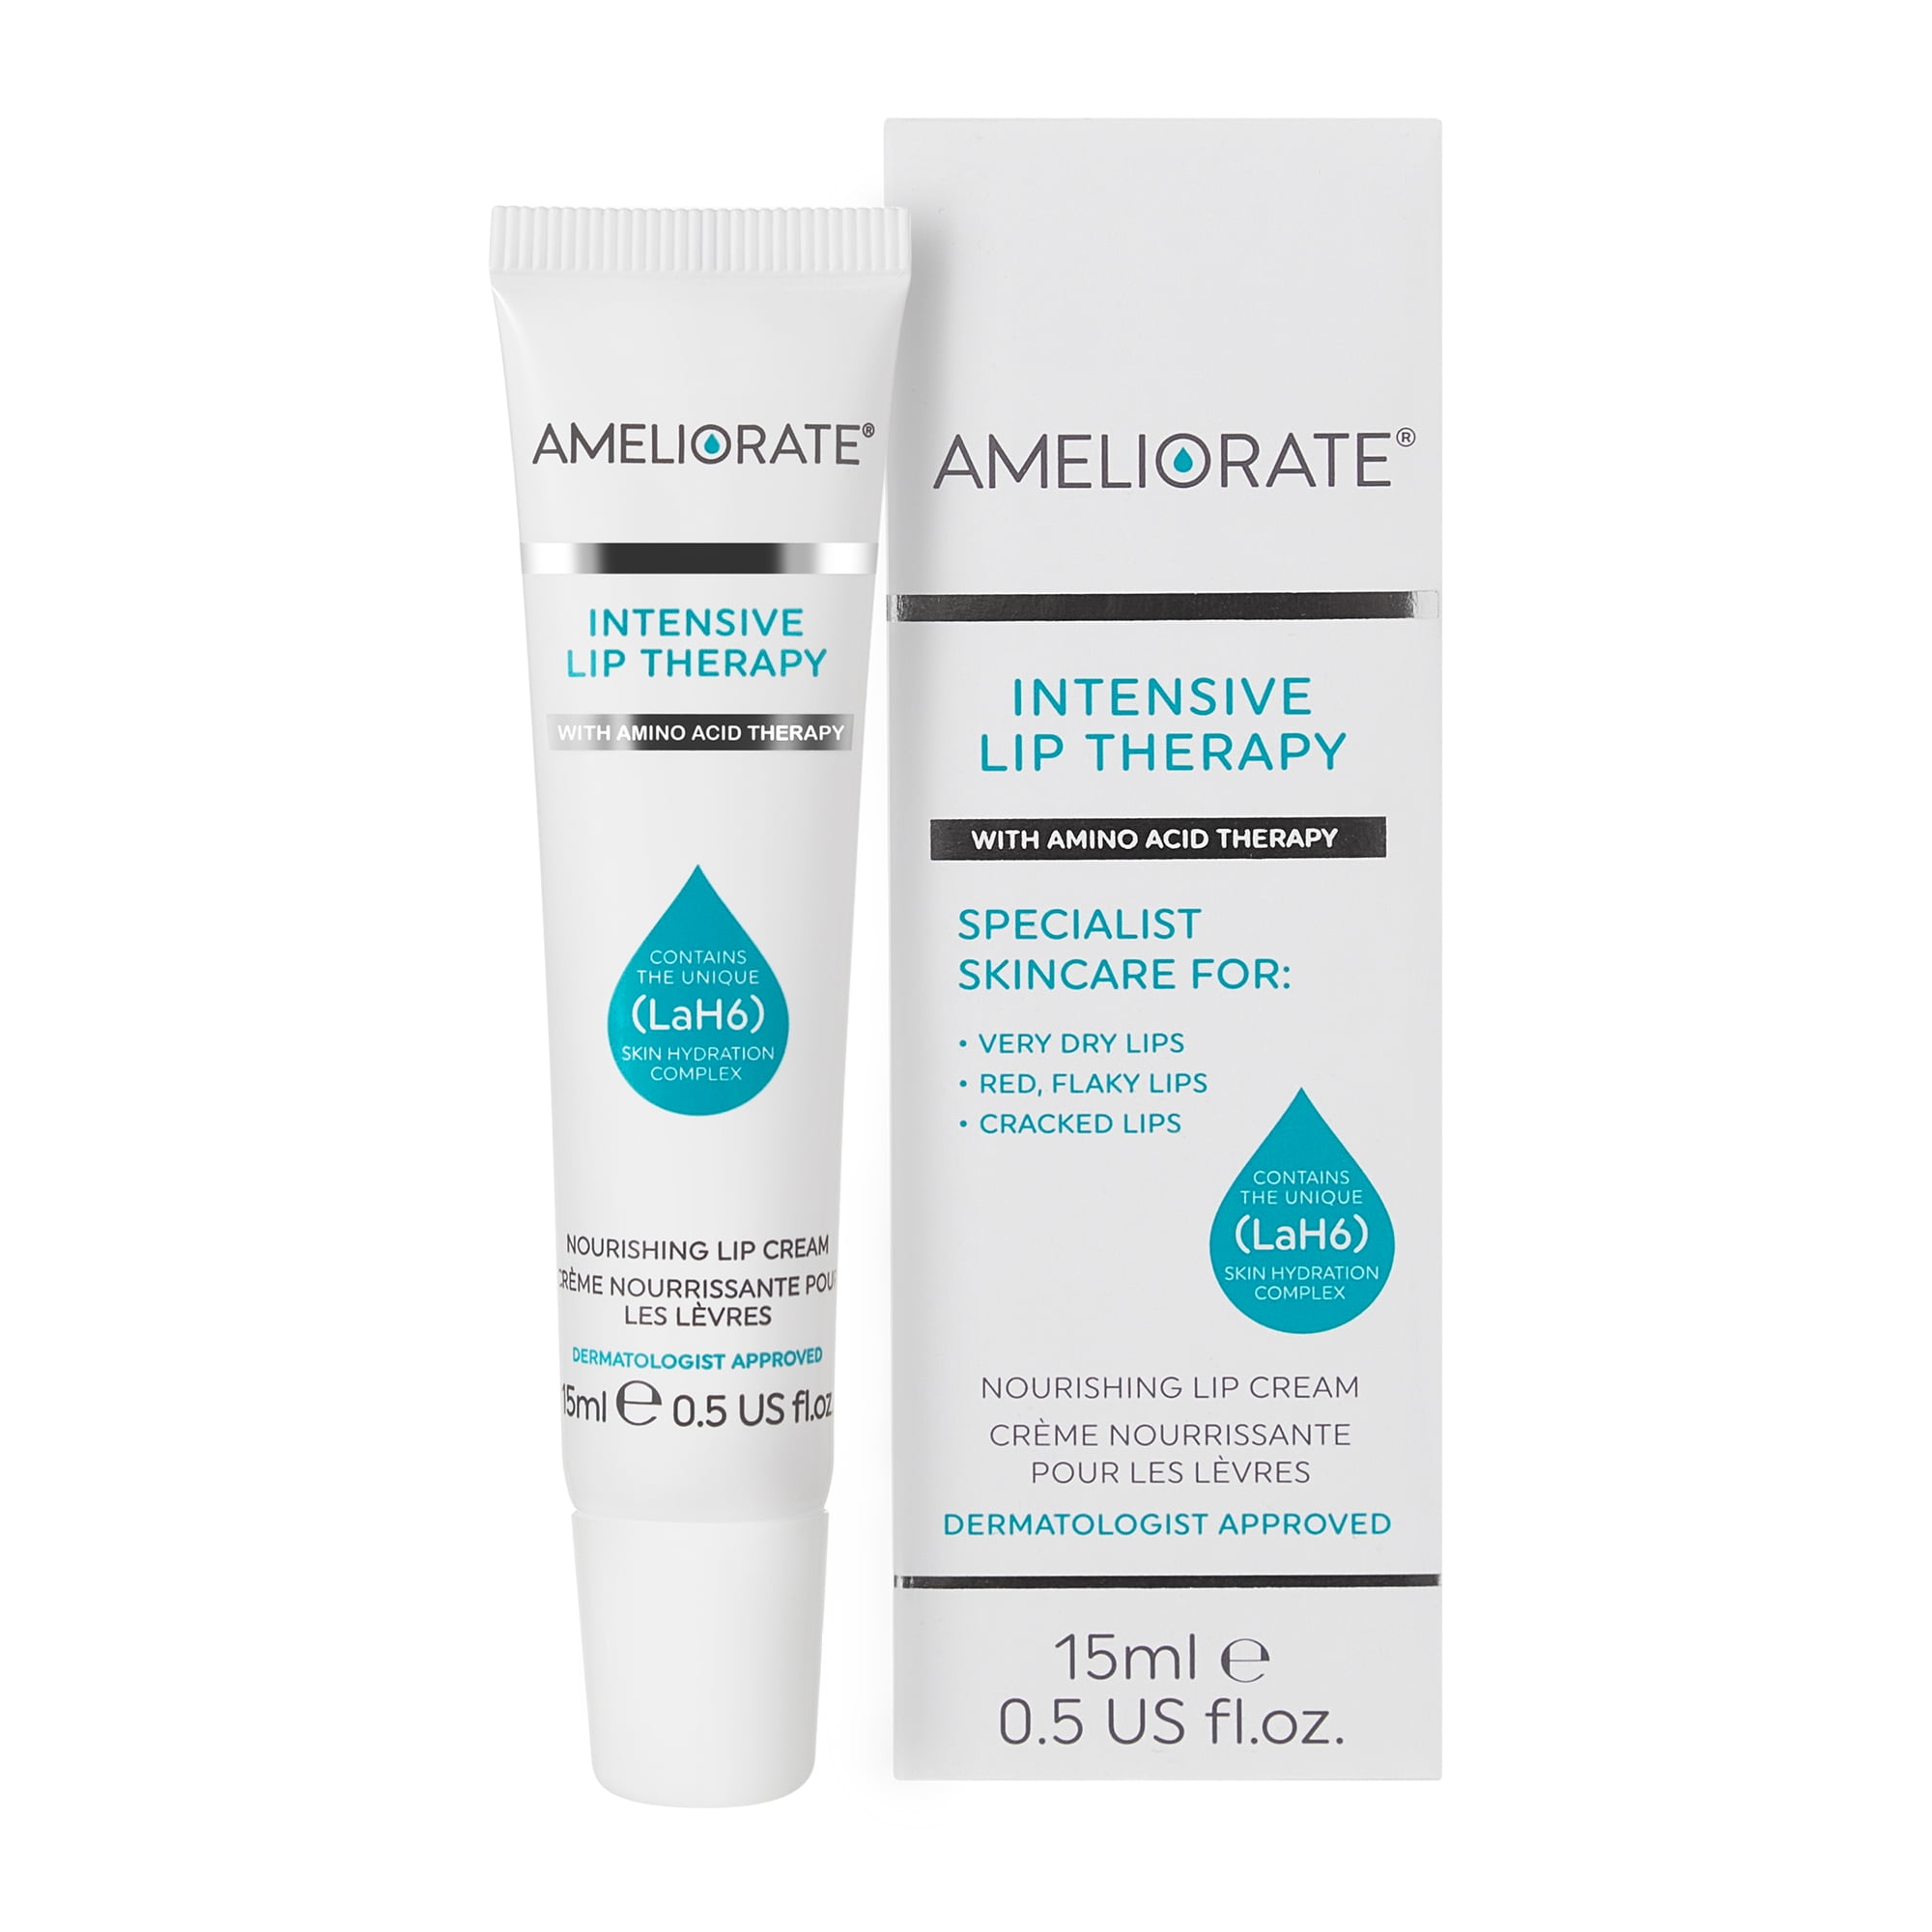 AMELIORATE®
INTENSIVE
LIP THERAPY
WITH AMINO ACID THERAPY
CONTAINS
THE UNIQUE
(LaH6)
SKIN HYDRATION
COMPLEX
NOURISHING LIP CREAM
CRÈME NOURRISSANTE POUR
LES LÈVRES
DERMATOLOGIST APPROVED
15ml ℮ 0.5 US fl.oz
AMELIORATE®
INTENSIVE
LIP THERAPY
WITH AMINO ACID THERAPY
SPECIALIST
SKINCARE FOR:
• VERY DRY LIPS
• RED, FLAKY LIPS
• CRACKED LIPS
CONTAINS
THE UNIQUE
(LaH6)
SKIN HYDRATION
COMPLEX
NOURISHING LIP CREAM
CRÈME NOURRISSANTE
POUR LES LÈVRES
DERMATOLOGIST APPROVED
15ml ℮
0.5 US fl.oz.